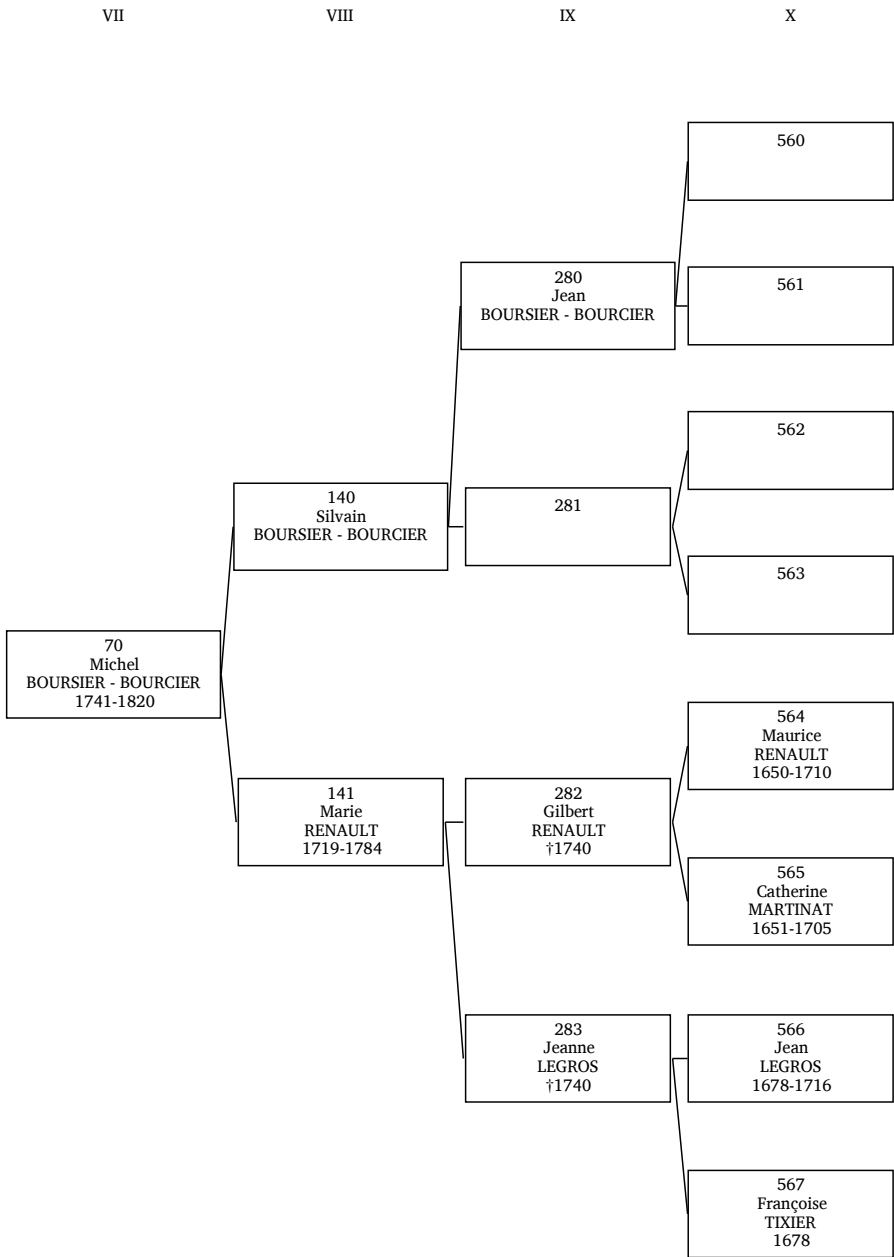 VII VIII IX X
560
280
Jean
BOURSIER - BOURCIER
561
562
140
Silvain
BOURSIER - BOURCIER
281
563
70
Michel
BOURSIER - BOURCIER
1741-1820
564
Maurice
RENAULT
1650-1710
141
Marie
RENAULT
1719-1784
282
Gilbert
RENAULT
†1740
565
Catherine
MARTINAT
1651-1705
283
Jeanne
LEGROS
†1740
566
Jean
LEGROS
1678-1716
567
Françoise
TIXIER
1678